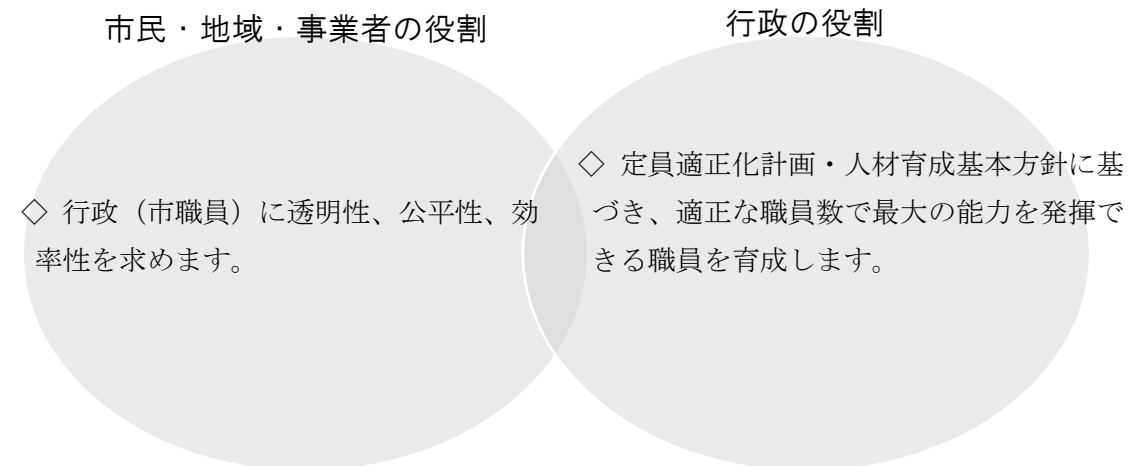 市民・地域・事業者の役割
行政の役割
◇ 行政（市職員）に透明性、公平性、効
率性を求めます。
◇ 定員適正化計画・人材育成基本方針に基
づき、適正な職員数で最大の能力を発揮で
きる職員を育成します。